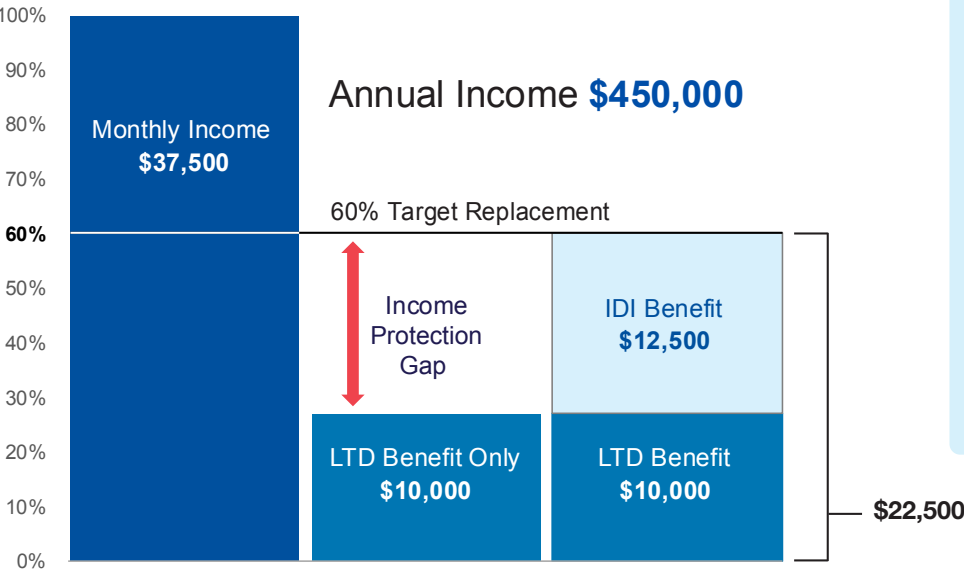 100%
90%
80%
70%
60%
50%
40%
30%
20%
10%
0%
Annual Income $450,000
Monthly Income
$37,500
60% Target Replacement
Income
Protection
Gap
IDI Benefit
$12,500
LTD Benefit Only
$10,000
LTD Benefit
$10,000
$22,500